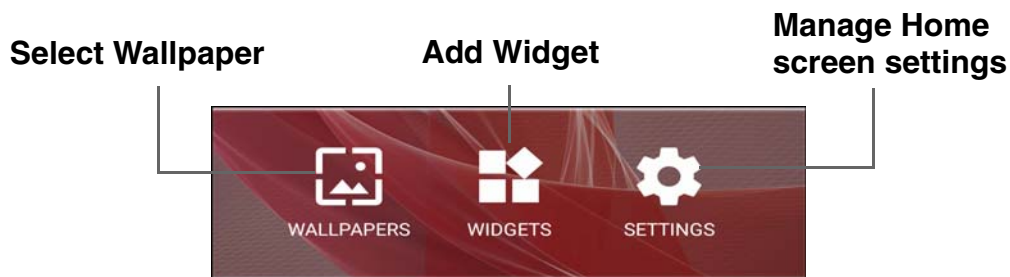 Select Wallpaper
Add Widget
Manage Home
screen settings
WALLPAPERS
WIDGETS
SETTINGS